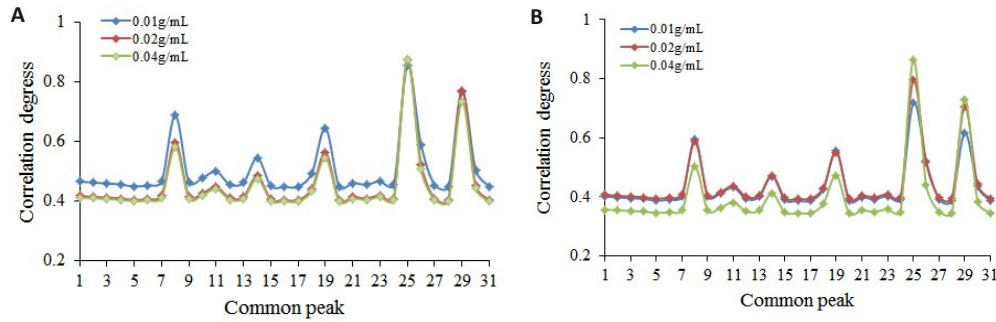 A
0.01g/mL
0.02g/mL
0.04g/mL
Correlation degress
1
0.8
0.6
0.4
0.2
1 3 5 7 9 11 13 15 17 19 21 23 25 27 29 31
Common peak
B
0.01g/mL
0.02g/mL
0.04g/mL
Correlation degress
1
0.8
0.6
0.4
0.2
1 3 5 7 9 11 13 15 17 19 21 23 25 27 29 31
Common peak